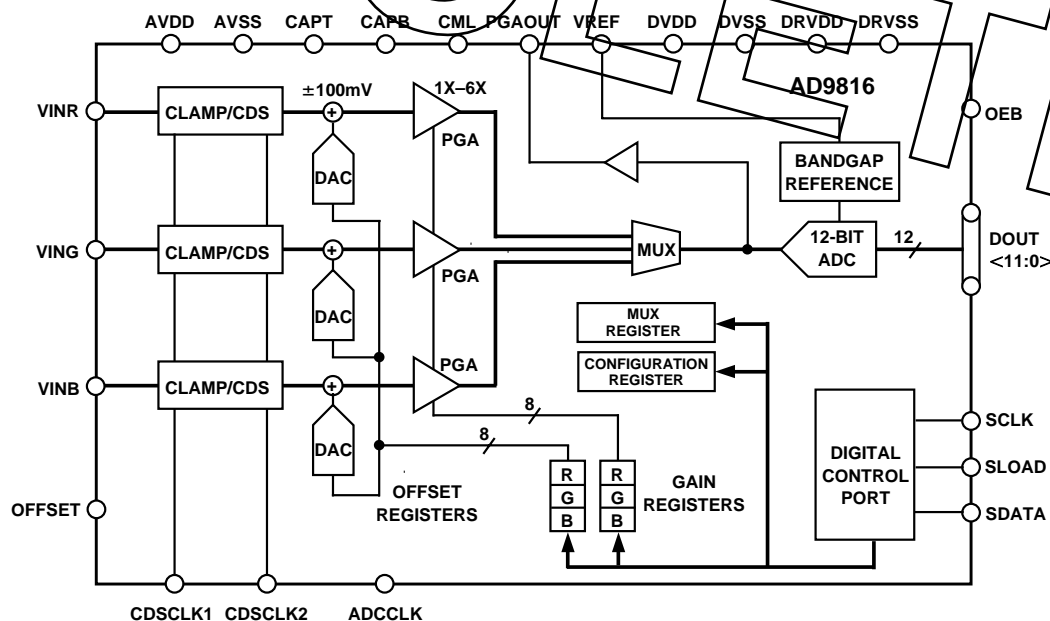 AVDD AVSS CAPT CAPB CML PGAOUT VREF DVDD DVSS DRVDD DRVSS
AD9816
±100mV
1X–6X
VINR
CLAMP/CDS
+
PGA
OEB
DAC
BANDGAP
REFERENCE
VING
CLAMP/CDS
+
PGA
MUX
12-BIT
ADC
12
DOUT
<11:0>
DAC
MUX
REGISTER
CONFIGURATION
REGISTER
VINB
CLAMP/CDS
+
PGA
8
8
DAC
DIGITAL
CONTROL
PORT
SCLK
SLOAD
SDATA
OFFSET
REGISTERS
R
G
B
R
G
B
GAIN
REGISTERS
OFFSET
CDSCLK1 CDSCLK2 ADCCLK